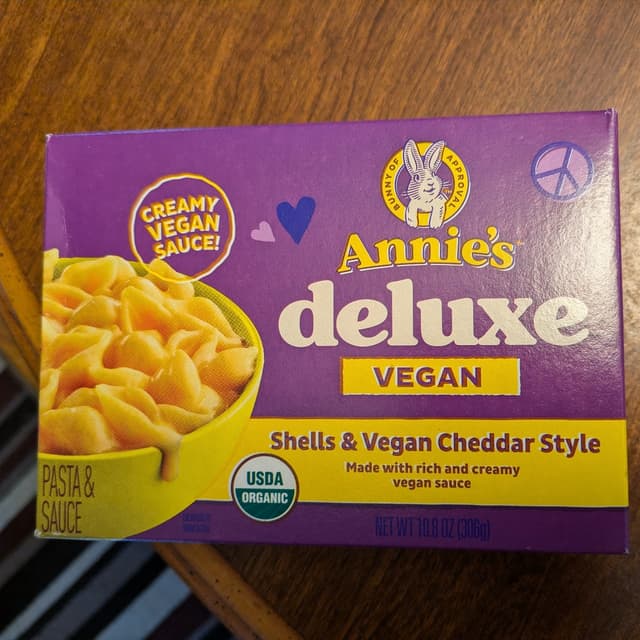 CREAMY
VEGAN
SAUCE!
BUNNY OF APPROVAL
Annie's
deluxe
VEGAN
Shells & Vegan Cheddar Style
Made with rich and creamy
vegan sauce
USDA
ORGANIC
PASTA &
SAUCE
NET WT 10.8 OZ (306g)